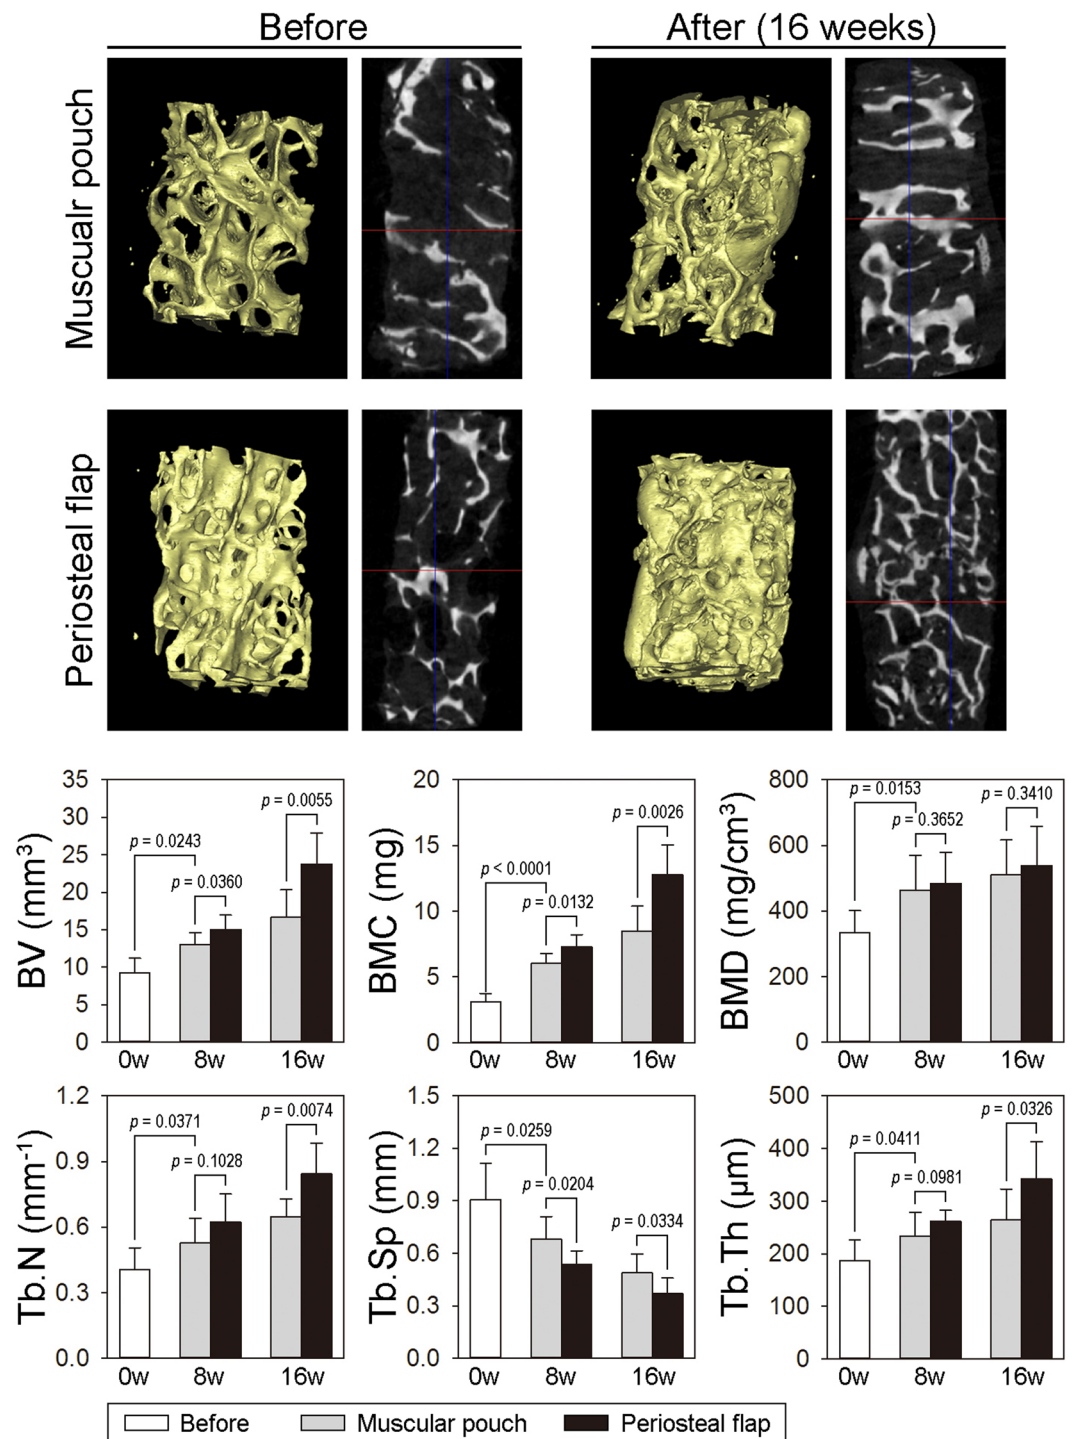 Before
After (16 weeks)
Muscualr pouch
Periosteal flap
BV (mm³)
35
30
25
20
15
10
5
0
p = 0.0243
p = 0.0360
p = 0.0055
0w
8w
16w
BMC (mg)
20
15
10
5
0
p < 0.0001
p = 0.0132
p = 0.0026
0w
8w
16w
BMD (mg/cm³)
800
600
400
200
0
p = 0.0153
p = 0.3652
p = 0.3410
0w
8w
16w
Tb.N (mm⁻¹)
1.2
0.9
0.6
0.3
0.0
p = 0.0371
p = 0.1028
p = 0.0074
0w
8w
16w
Tb.Sp (mm)
1.5
1.2
0.9
0.6
0.3
0.0
p = 0.0259
p = 0.0204
p = 0.0334
0w
8w
16w
Tb.Th (μm)
500
400
300
200
100
0
p = 0.0411
p = 0.0981
p = 0.0326
0w
8w
16w
Before
Muscular pouch
Periosteal flap